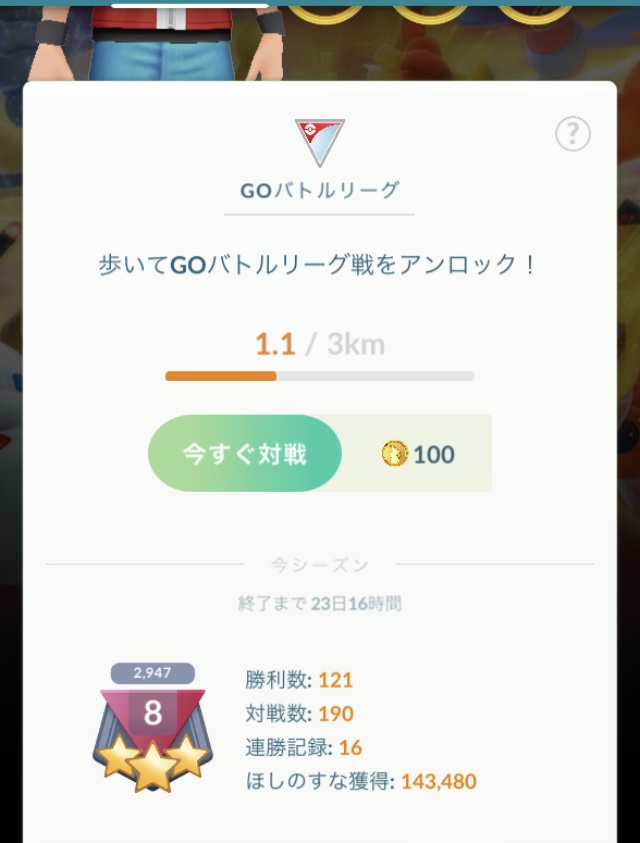 ?
GOバトルリーグ
歩いてGOバトルリーグ戦をアンロック！
1.1 / 3km
今すぐ対戦 100
今シーズン
終了まで 23日16時間
2,947
8
勝利数: 121
対戦数: 190
連勝記録: 16
ほしのすな獲得: 143,480